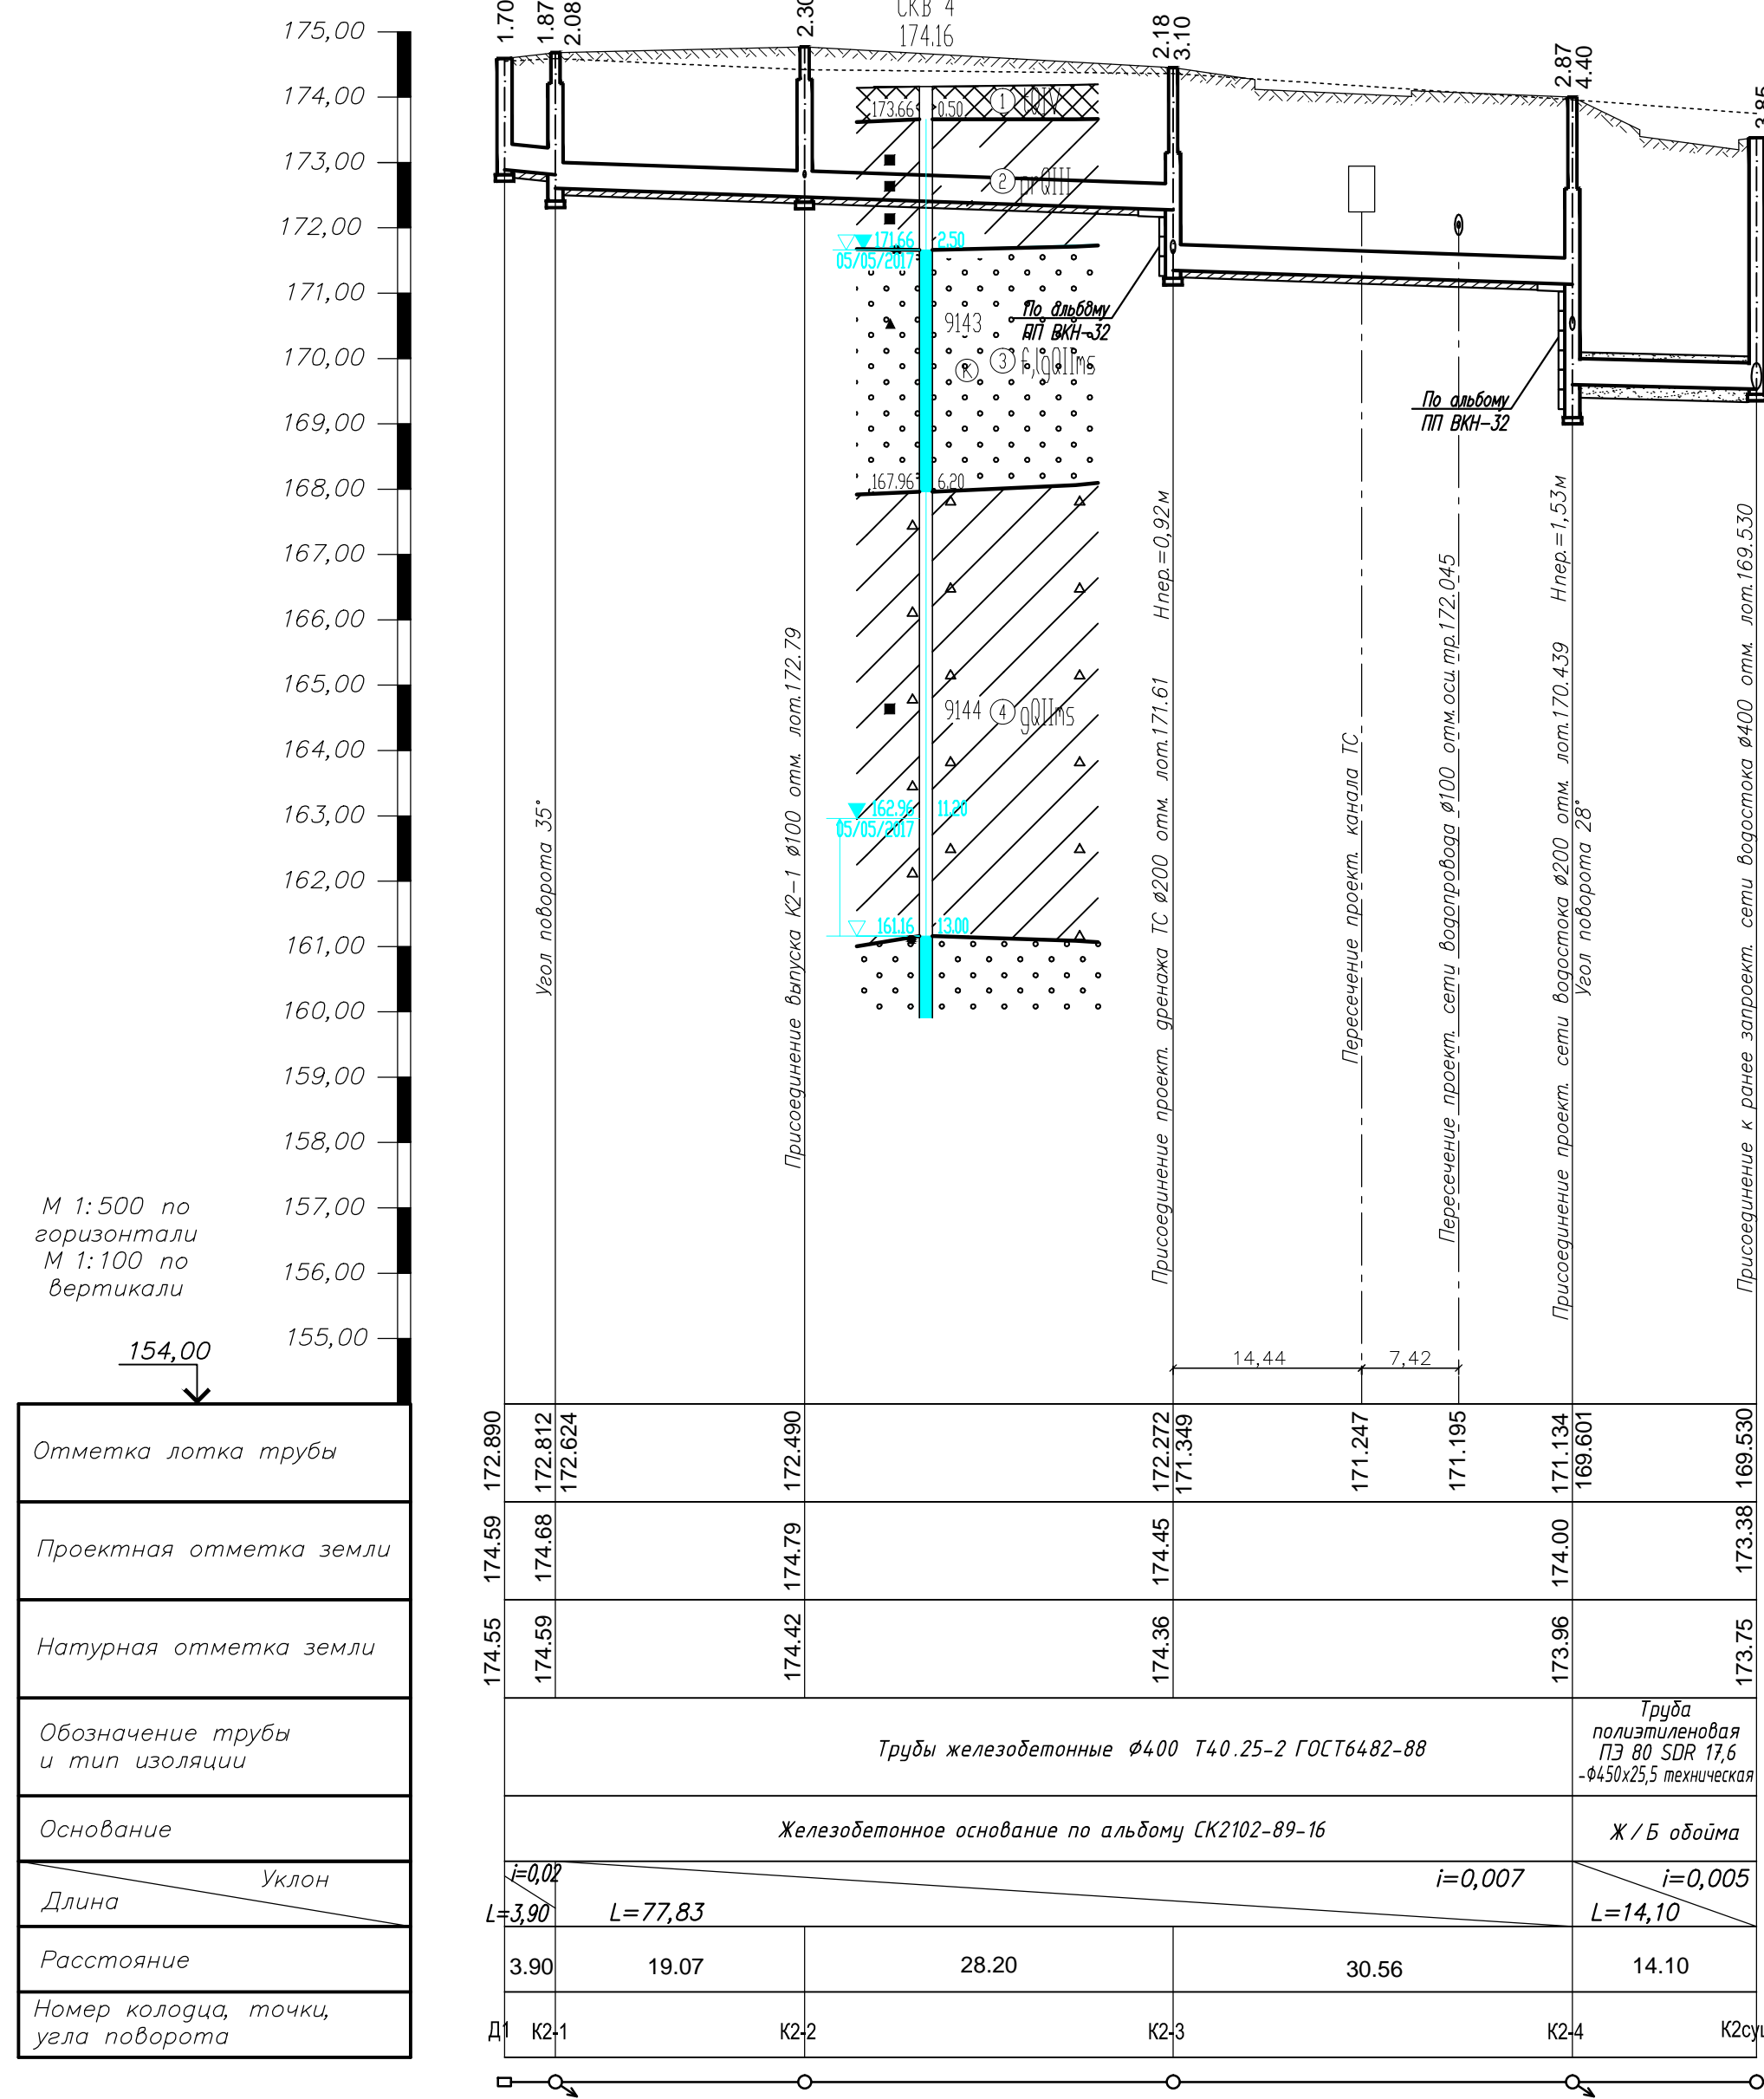 175,00
174,00
173,00
172,00
171,00
170,00
169,00
168,00
167,00
166,00
165,00
164,00
163,00
162,00
161,00
160,00
159,00
158,00
157,00
156,00
155,00
154,00
М 1:500 по
горизонтали
М 1:100 по
вертикали
1.70
1.87
2.08
2.30
СКВ 4
174.16
2.18
3.10
2.87
4.40
3.85
173.66 0.50
1 tQIV
2 prQIII
171.66 2.50
05/05/2017
9143
К
3 f,lgQIIms
По альбому
ПП ВКН-32
По альбому
ПП ВКН-32
167.96 6.20
9144 4 gQIIms
162.96 11.20
05/05/2017
161.16 13.00
Угол поворота 35°
Присоединение выпуска К2-1 ø100 отм. лот.172.79
Присоединение проект. дренажа ТС ø200 отм. лот.171.61 Нпер.=0,92м
Пересечение проект. канала ТС
Пересечение проект. сети водопровода ø100 отм.оси.тр.172.045
Присоединение проект. сети водостока ø200 отм. лот.170.439 Нпер.=1,53м
Угол поворота 28°
Присоединение к ранее запроект. сети водостока ø400 отм. лот.169.530
14,44 7,42
Отметка лотка трубы
172.890
172.812
172.624
172.490
172.272
171.349
171.247
171.195
171.134
169.601
169.530
Проектная отметка земли
174.59
174.68
174.79
174.45
174.00
173.38
Натурная отметка земли
174.55
174.59
174.42
174.36
173.96
173.75
Обозначение трубы
и тип изоляции
Трубы железобетонные Ф400 Т40.25-2 ГОСТ6482-88
Труба
полиэтиленовая
ПЭ 80 SDR 17,6
-Ф450х25,5 техническая
Основание
Железобетонное основание по альбому СК2102-89-16
Ж/Б обойма
Уклон
Длина
i=0,02
L=3,90
i=0,007
L=77,83
i=0,005
L=14,10
Расстояние
3.90 19.07 28.20 30.56 14.10
Номер колодца, точки,
угла поворота
Д1 К2-1 К2-2 К2-3 К2-4 К2сущ